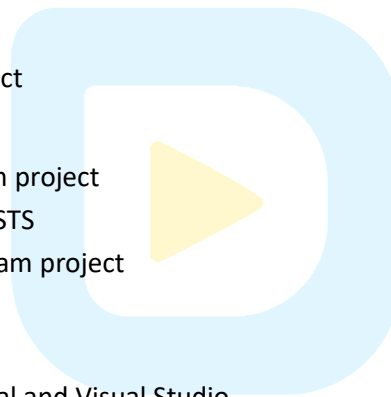 ct
n project
STS
am project
al and Visual Studio